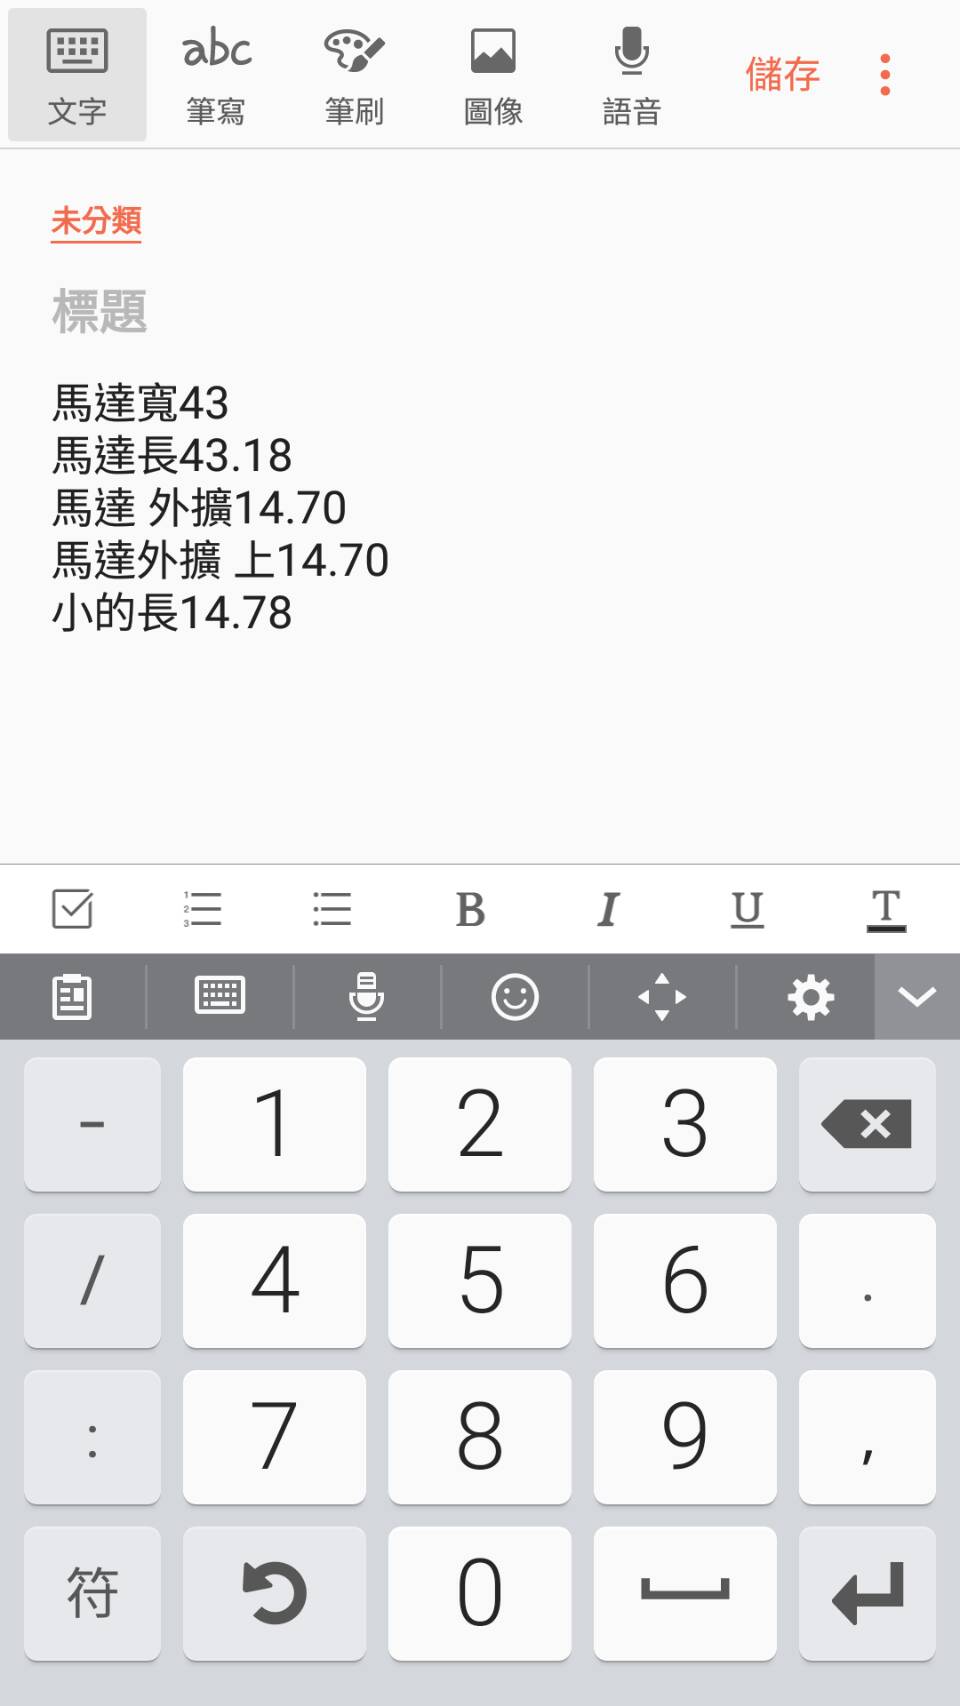 文字
abc
筆寫
筆刷
圖像
語音
儲存
未分類
標題
馬達寬43
馬達長43.18
馬達 外擴14.70
馬達外擴 上14.70
小的長14.78
1
2
3
B I U T
- 1 2 3
/ 4 5 6 .
: 7 8 9 ,
符 0